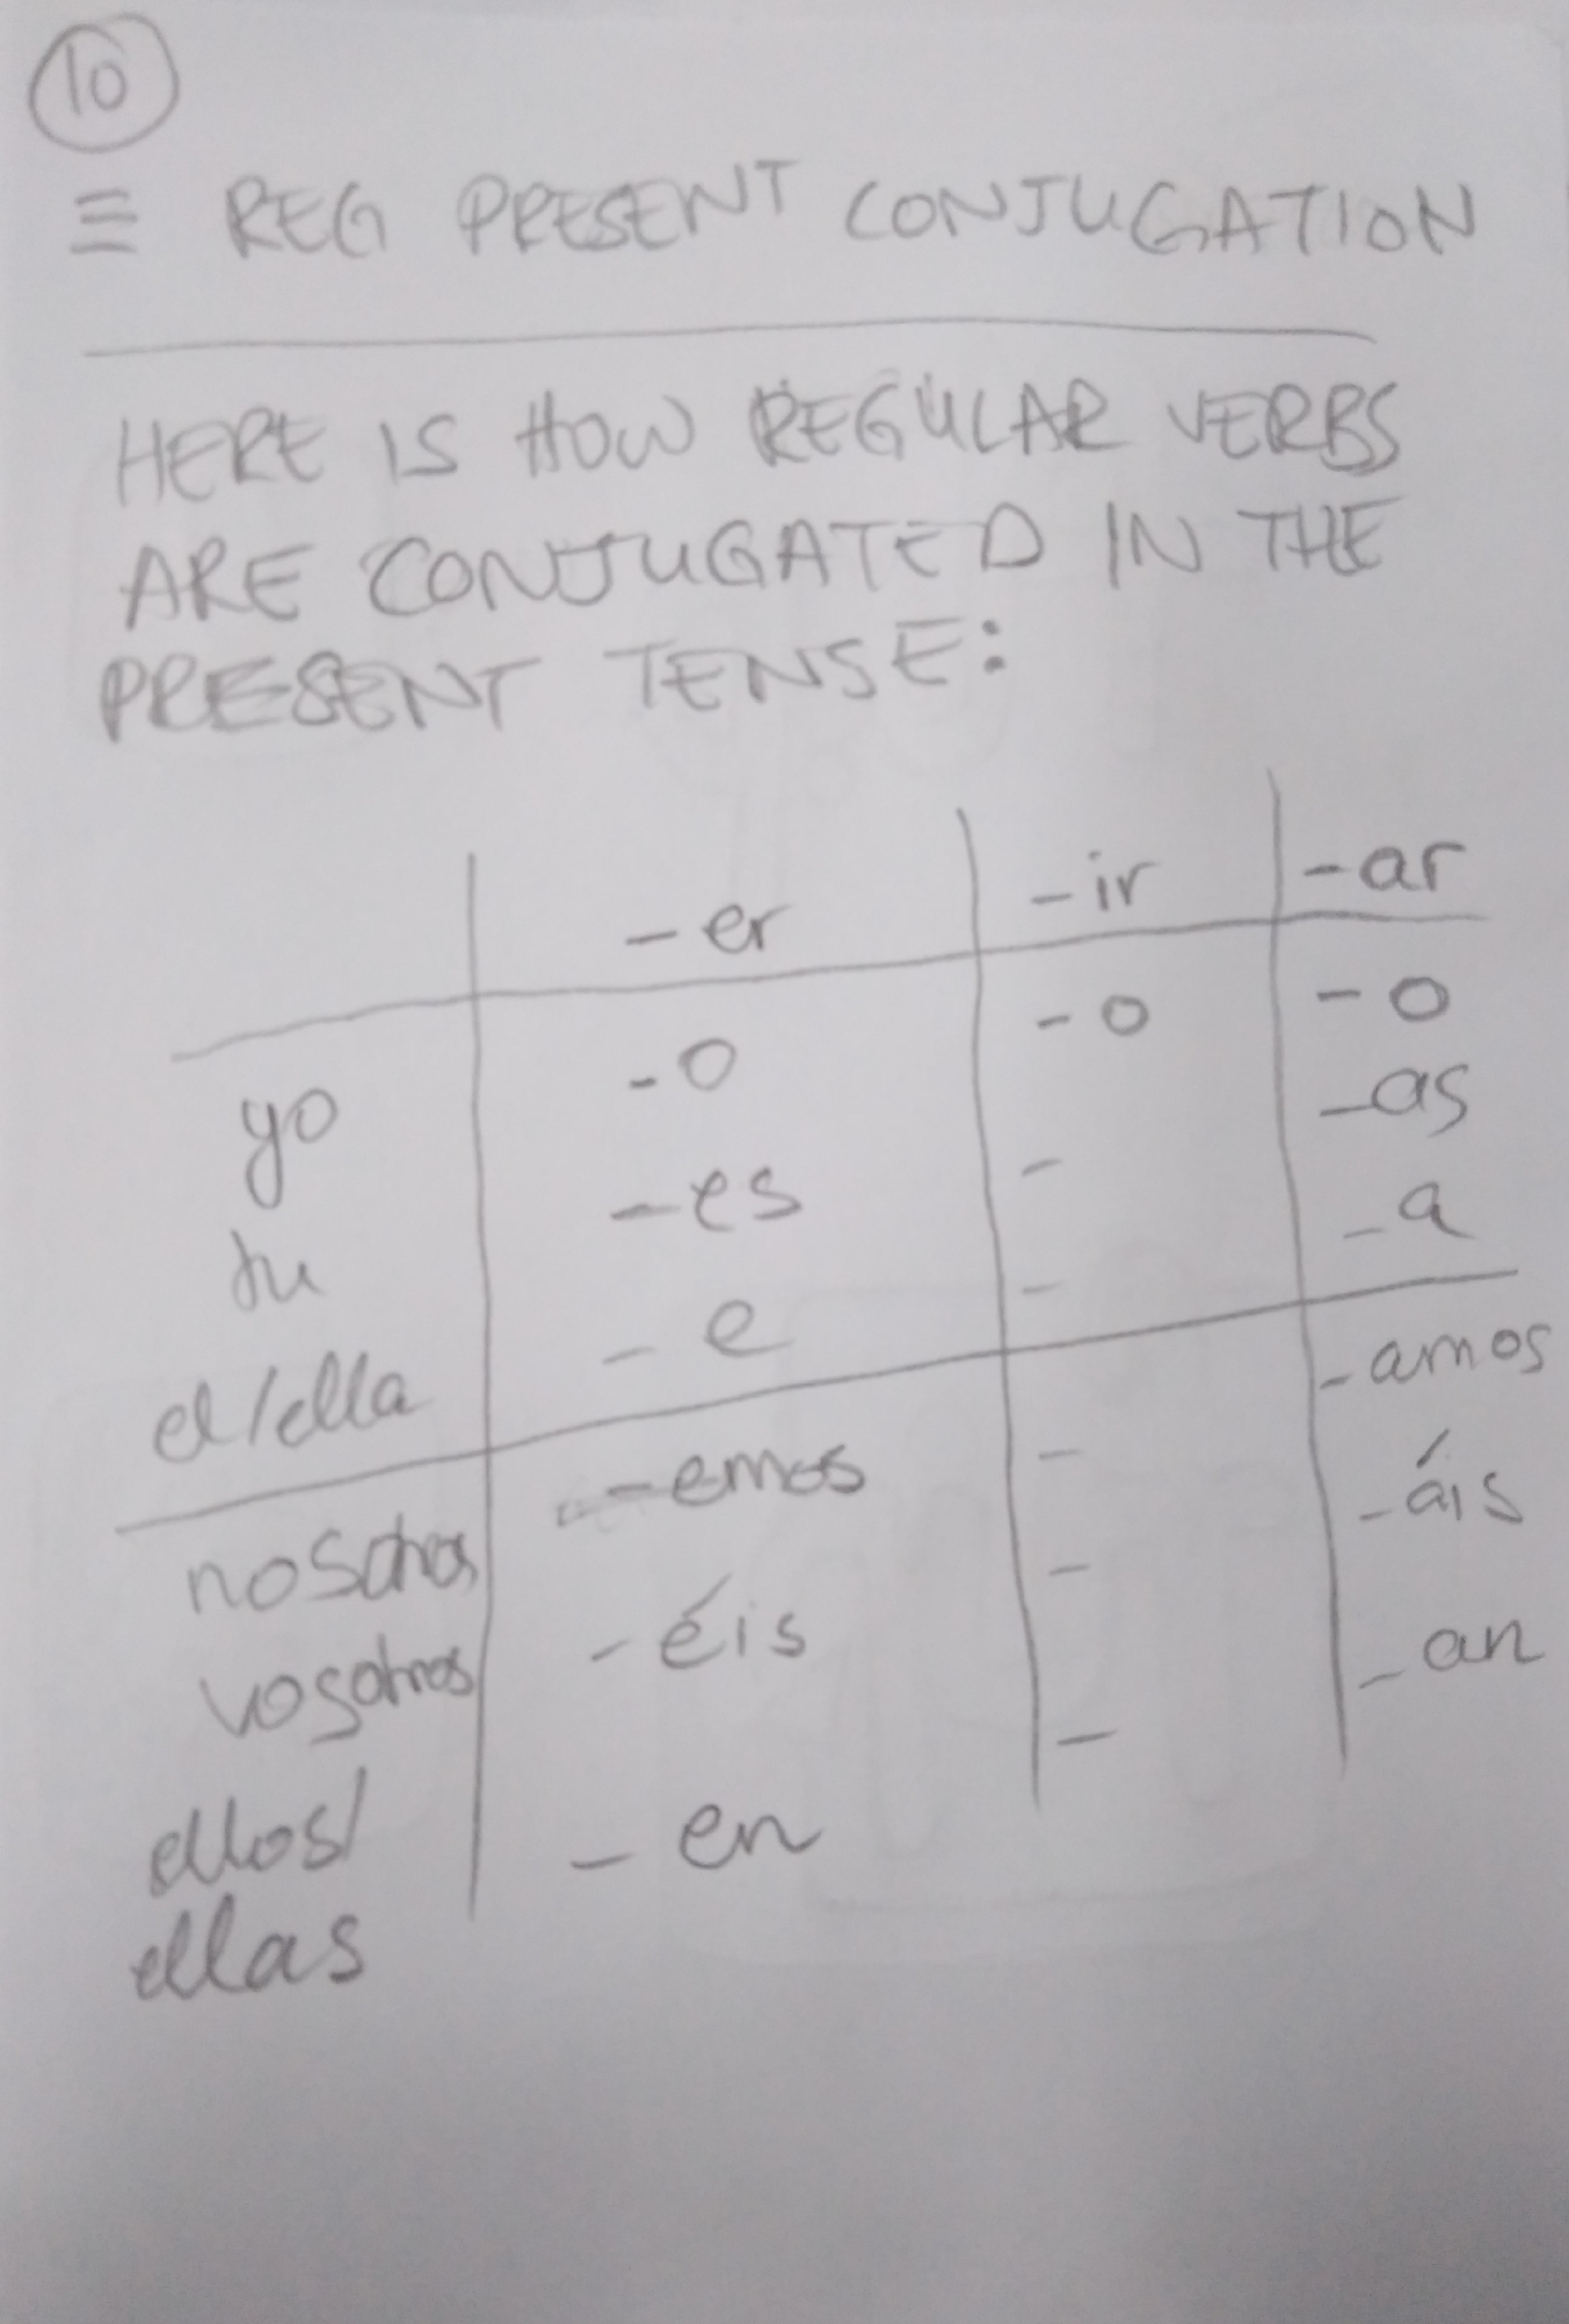 10
≡ REG PRESENT CONJUGATION
HERE IS HOW REGULAR VERBS
ARE CONJUGATED IN THE
PRESENT TENSE:
-er -ir -ar
yo -o -o -o
tu -es - -as
el/ella -e - -a
nosotros -emos - -amos
vosotros -éis - -áis
ellos/ -en - -an
ellas